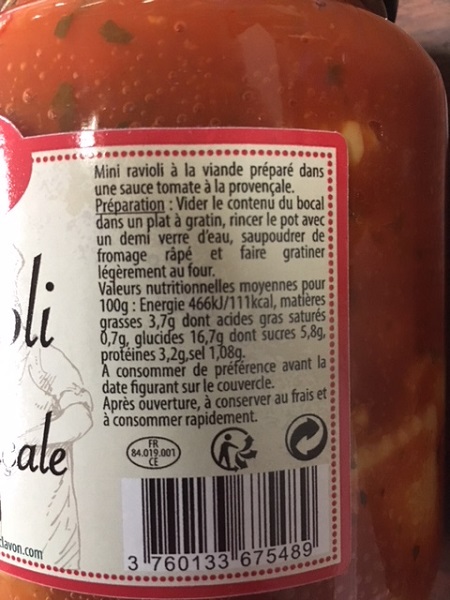 Mini ravioli à la viande préparé dans
une sauce tomate à la provençale.
Préparation : Vider le contenu du bocal
dans un plat à gratin, rincer le pot avec
un demi verre d'eau, saupoudrer de
fromage râpé et faire gratiner
légèrement au four.
Valeurs nutritionnelles moyennes pour
100g : Energie 466kJ/111kcal, matières
grasses 3,7g dont acides gras saturés
0,7g, glucides 16,7g dont sucres 5,8g,
protéines 3,2g,sel 1,08g.
A consommer de préférence avant la
date figurant sur le couvercle.
Après ouverture, à conserver au frais et
à consommer rapidement.
oli
ale
FR
84.019.001
CE
clavon.com
3 760133 675489